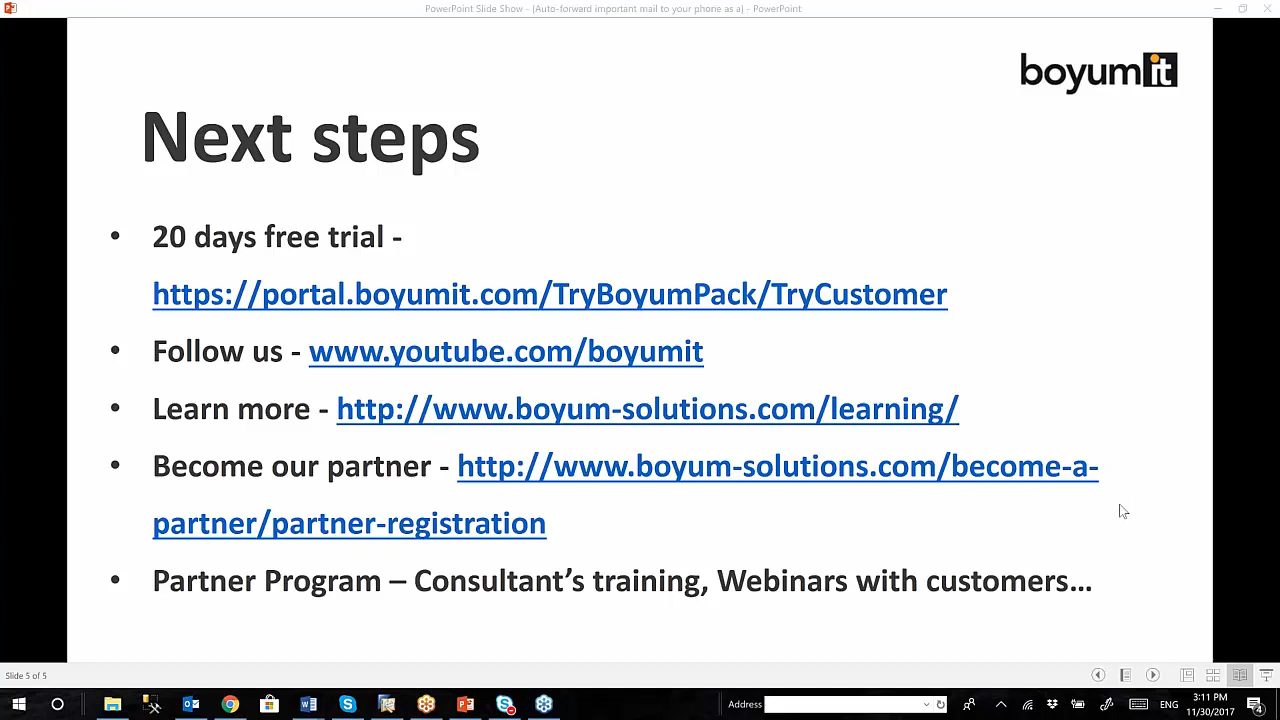 PowerPoint Slide Show - (Auto-forward important mail to your phone as a) - PowerPoint
boyumit
Next steps
• 20 days free trial -
https://portal.boyumit.com/TryBoyumPack/TryCustomer
• Follow us - www.youtube.com/boyumit
• Learn more - http://www.boyum-solutions.com/learning/
• Become our partner - http://www.boyum-solutions.com/become-a-
partner/partner-registration
• Partner Program – Consultant’s training, Webinars with customers…
Slide 5 of 5
Address
ENG
3:11 PM
11/30/2017
4